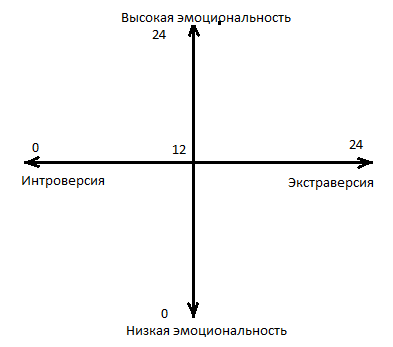 Высокая эмоциональность
24
0
12
24
Интроверсия
Экстраверсия
0
Низкая эмоциональность